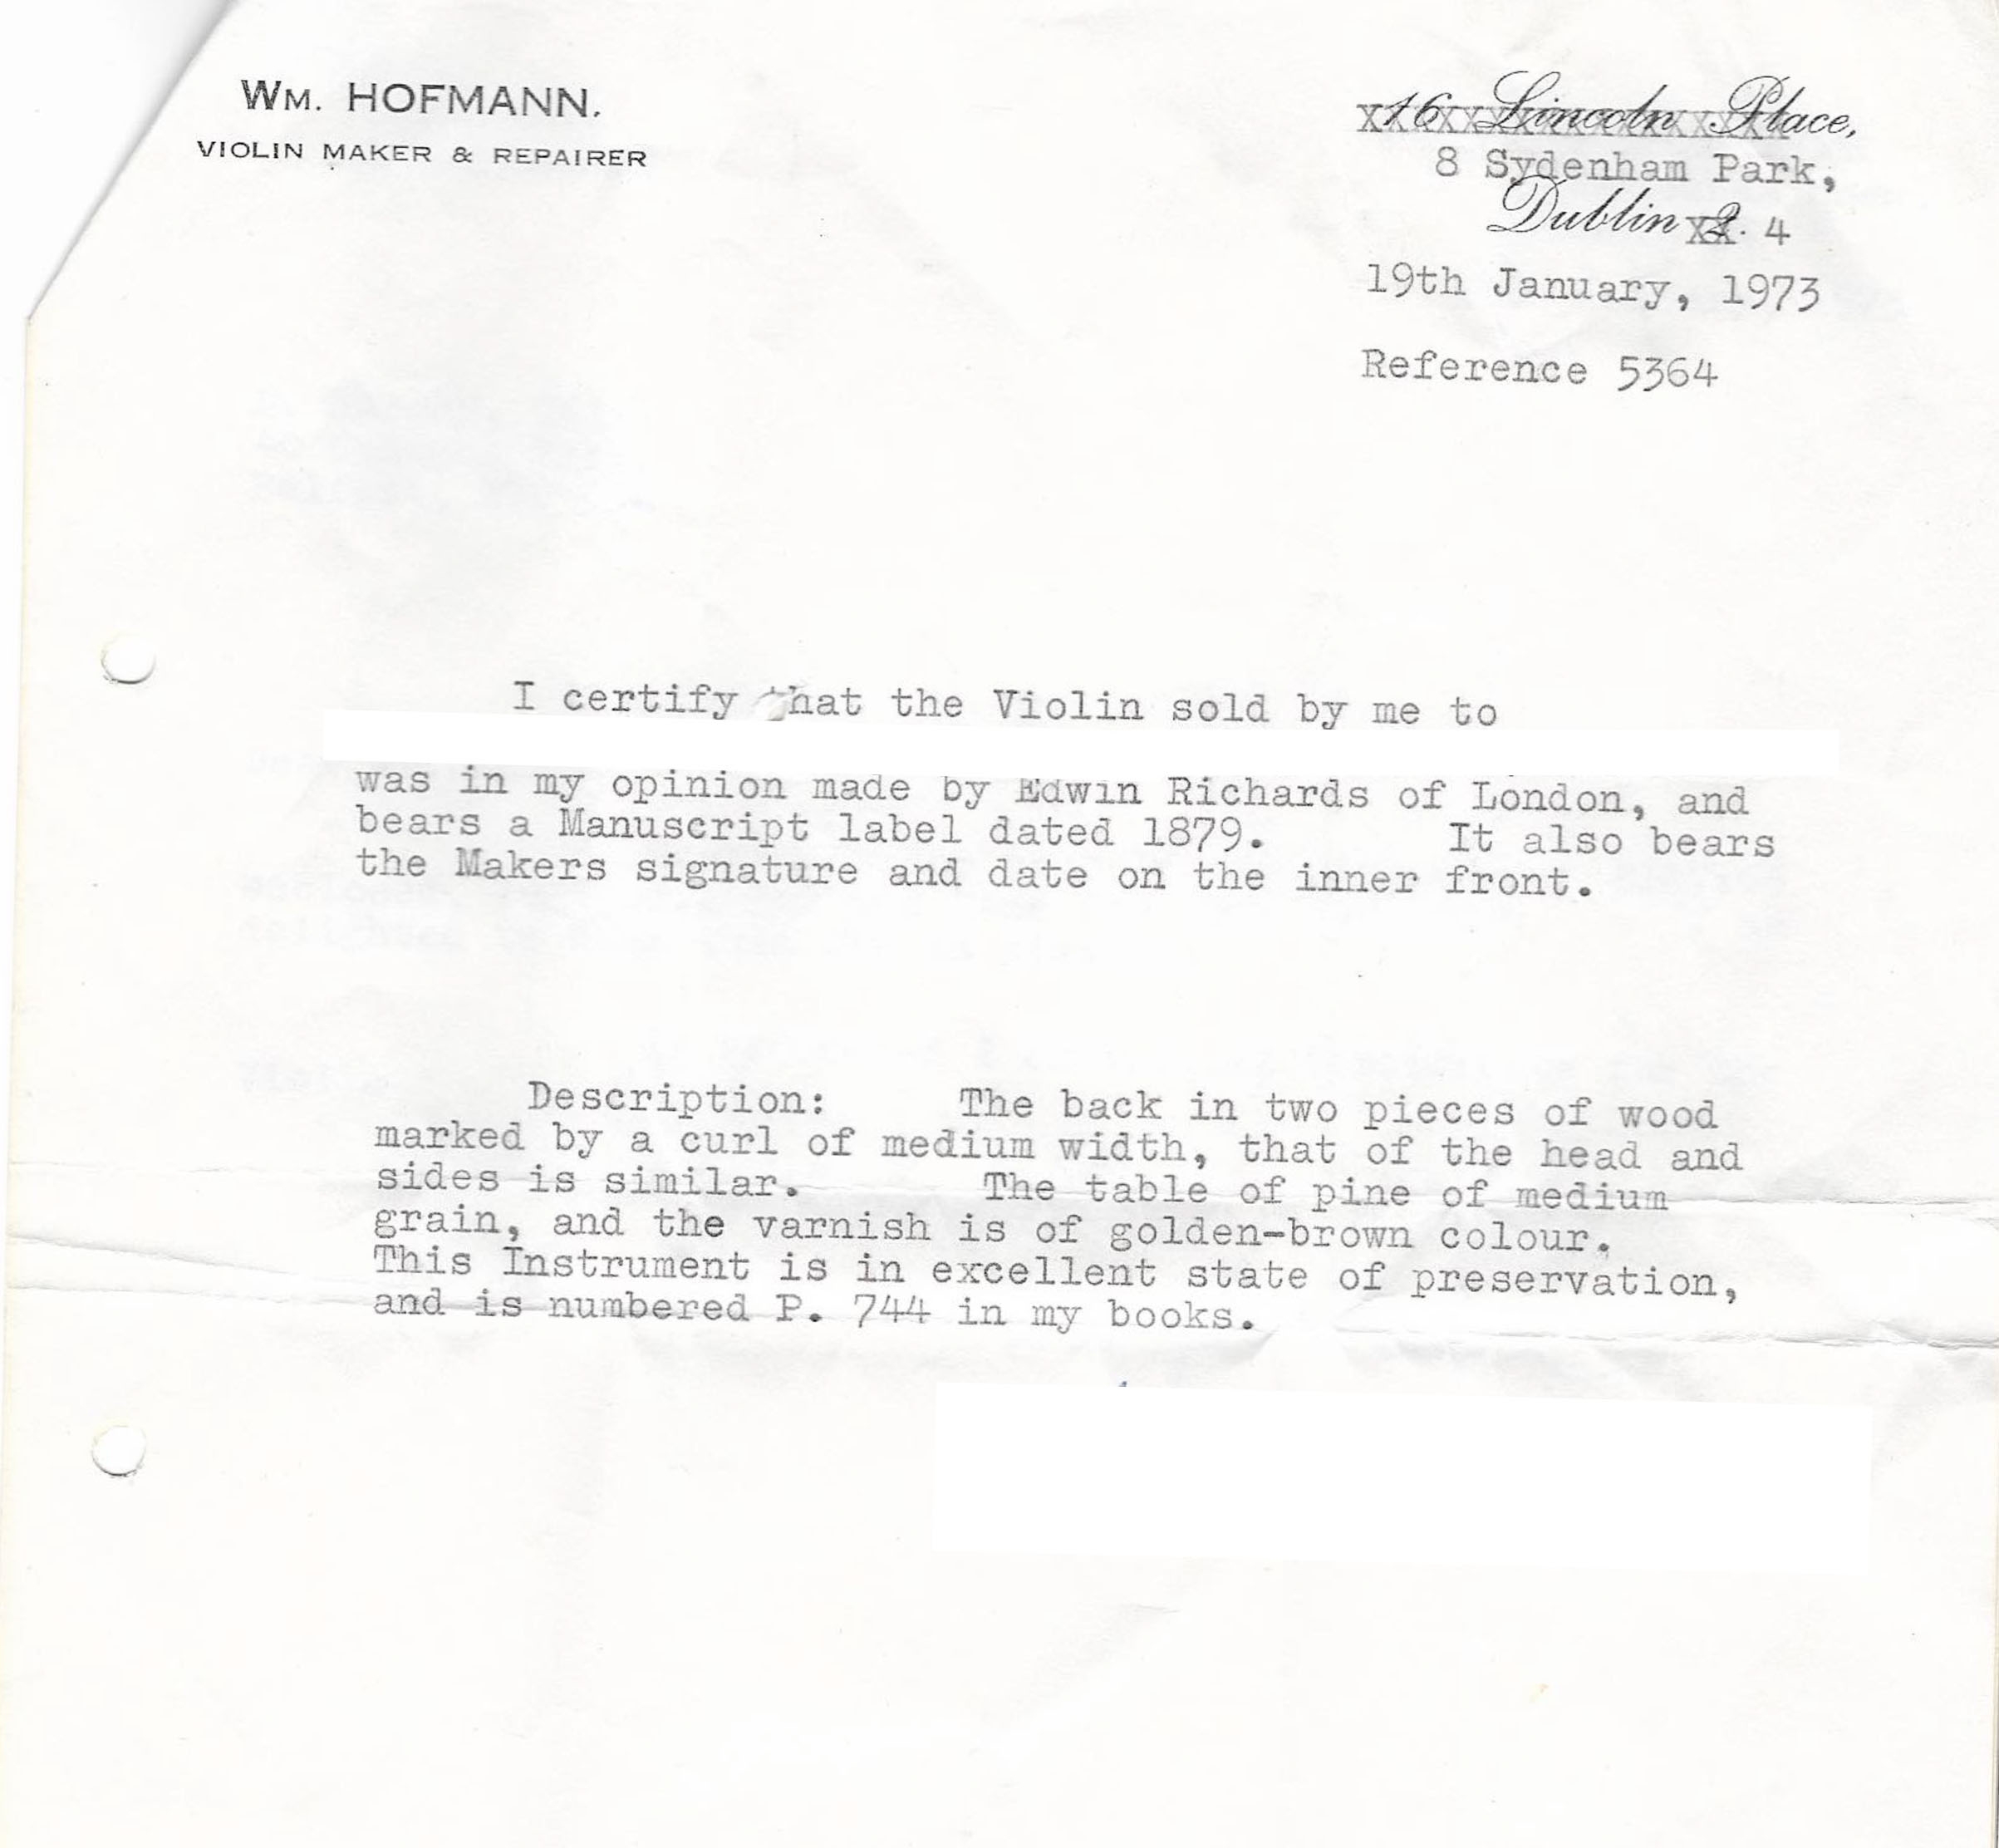 WM. HOFMANN.
VIOLIN MAKER & REPAIRER
16 Lincoln Place,
8 Sydenham Park,
Dublin 2. 4
19th January, 1973
Reference 5364
I certify that the Violin sold by me to
was in my opinion made by Edwin Richards of London, and
bears a Manuscript label dated 1879. It also bears
the Makers signature and date on the inner front.
Description: The back in two pieces of wood
marked by a curl of medium width, that of the head and
sides is similar. The table of pine of medium
grain, and the varnish is of golden-brown colour.
This Instrument is in excellent state of preservation,
and is numbered P. 744 in my books.